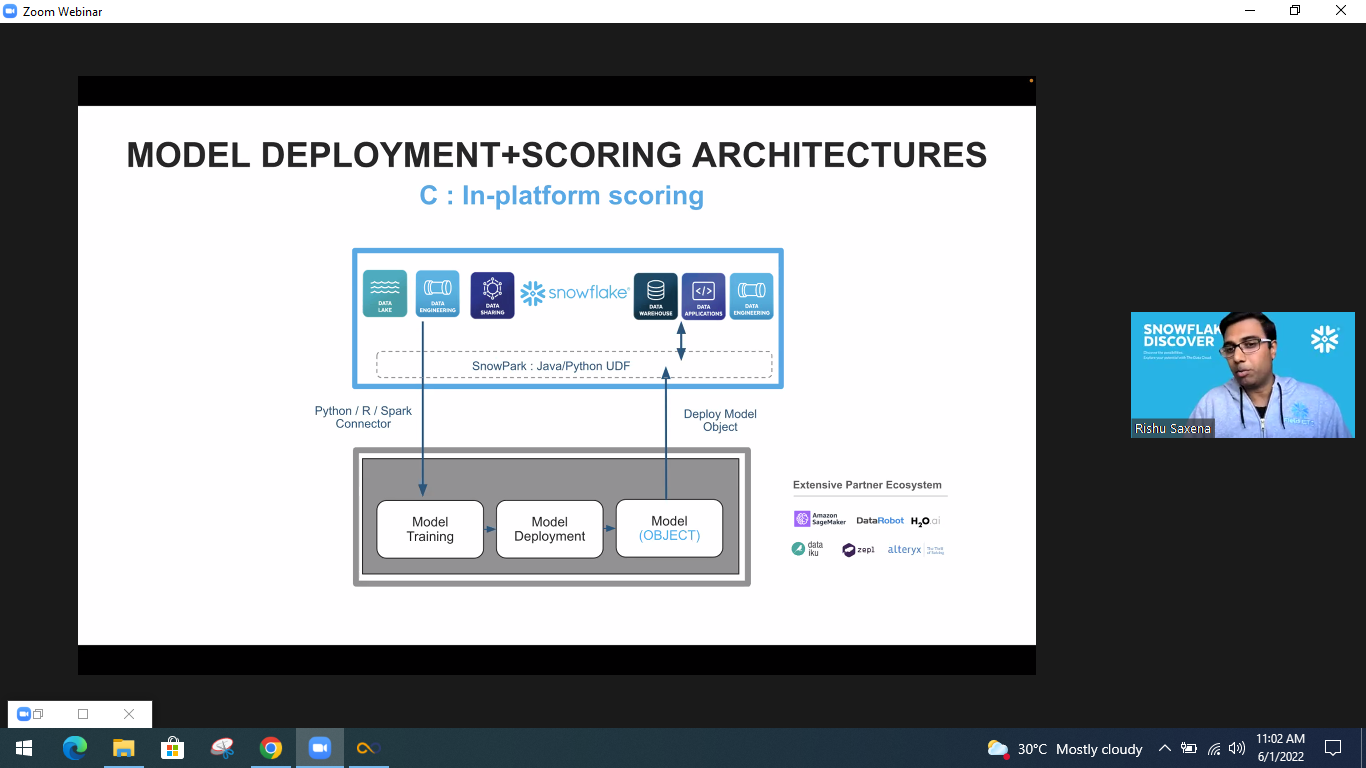 Zoom Webinar
MODEL DEPLOYMENT+SCORING ARCHITECTURES
C : In-platform scoring
DATA
LAKE
DATA
ENGINEERING
DATA
SHARING
snowflake
DATA
WAREHOUSE
DATA
APPLICATIONS
DATA
ENGINEERING
SnowPark : Java/Python UDF
Python / R / Spark
Connector
Deploy Model
Object
Model
Training
Model
Deployment
Model
(OBJECT)
Extensive Partner Ecosystem
Amazon
SageMaker
DataRobot
H2O.ai
data
iku
zepl
alteryx
SNOWFLAK
DISCOVER
Rishu Saxena
30°C Mostly cloudy
11:02 AM
6/1/2022